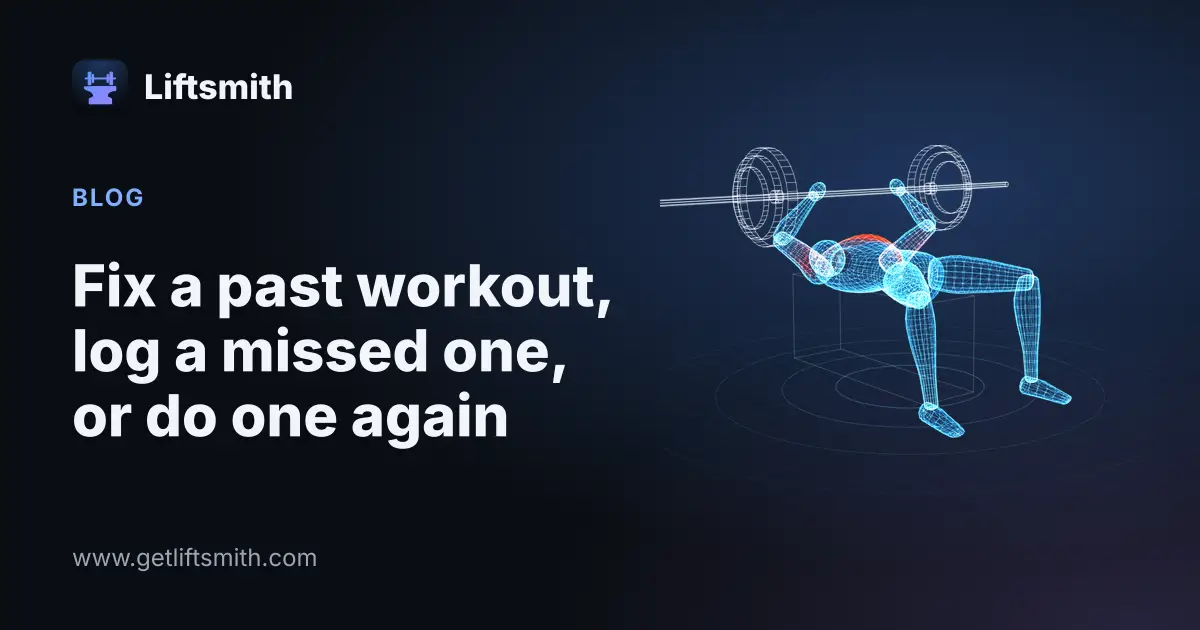 Liftsmith
BLOG
Fix a past workout,
log a missed one,
or do one again
www.getliftsmith.com